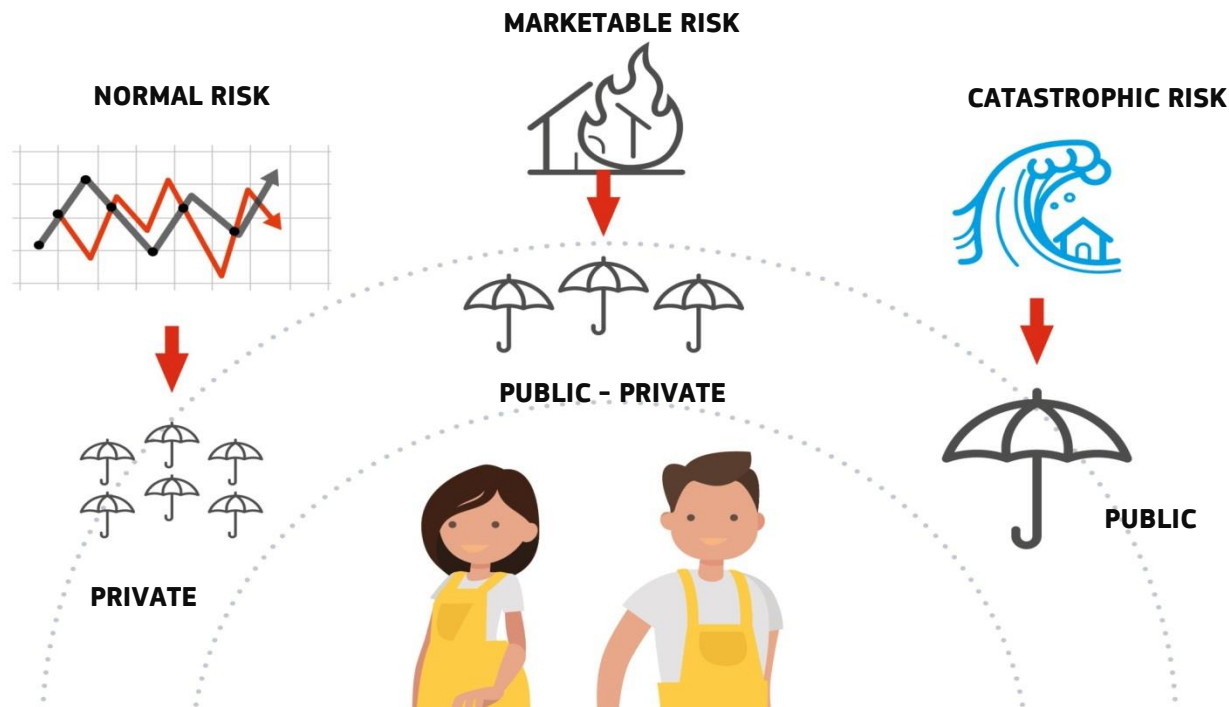 MARKETABLE RISK
NORMAL RISK
CATASTROPHIC RISK
PUBLIC - PRIVATE
PUBLIC
PRIVATE